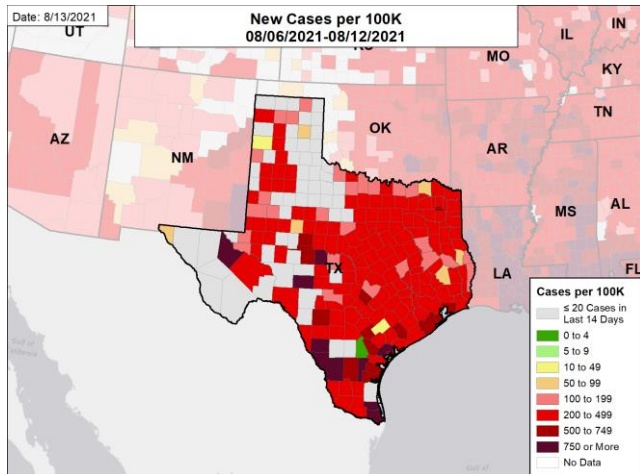 Date: 8/13/2021
New Cases per 100K
08/06/2021-08/12/2021
UT
MO
IL
IN
KY
AZ
NM
OK
TN
AR
MS
AL
TX
LA
FL
Gulf of
California
Cases per 100K
≤ 20 Cases in
Last 14 Days
0 to 4
5 to 9
10 to 49
50 to 99
100 to 199
200 to 499
500 to 749
750 or More
No Data